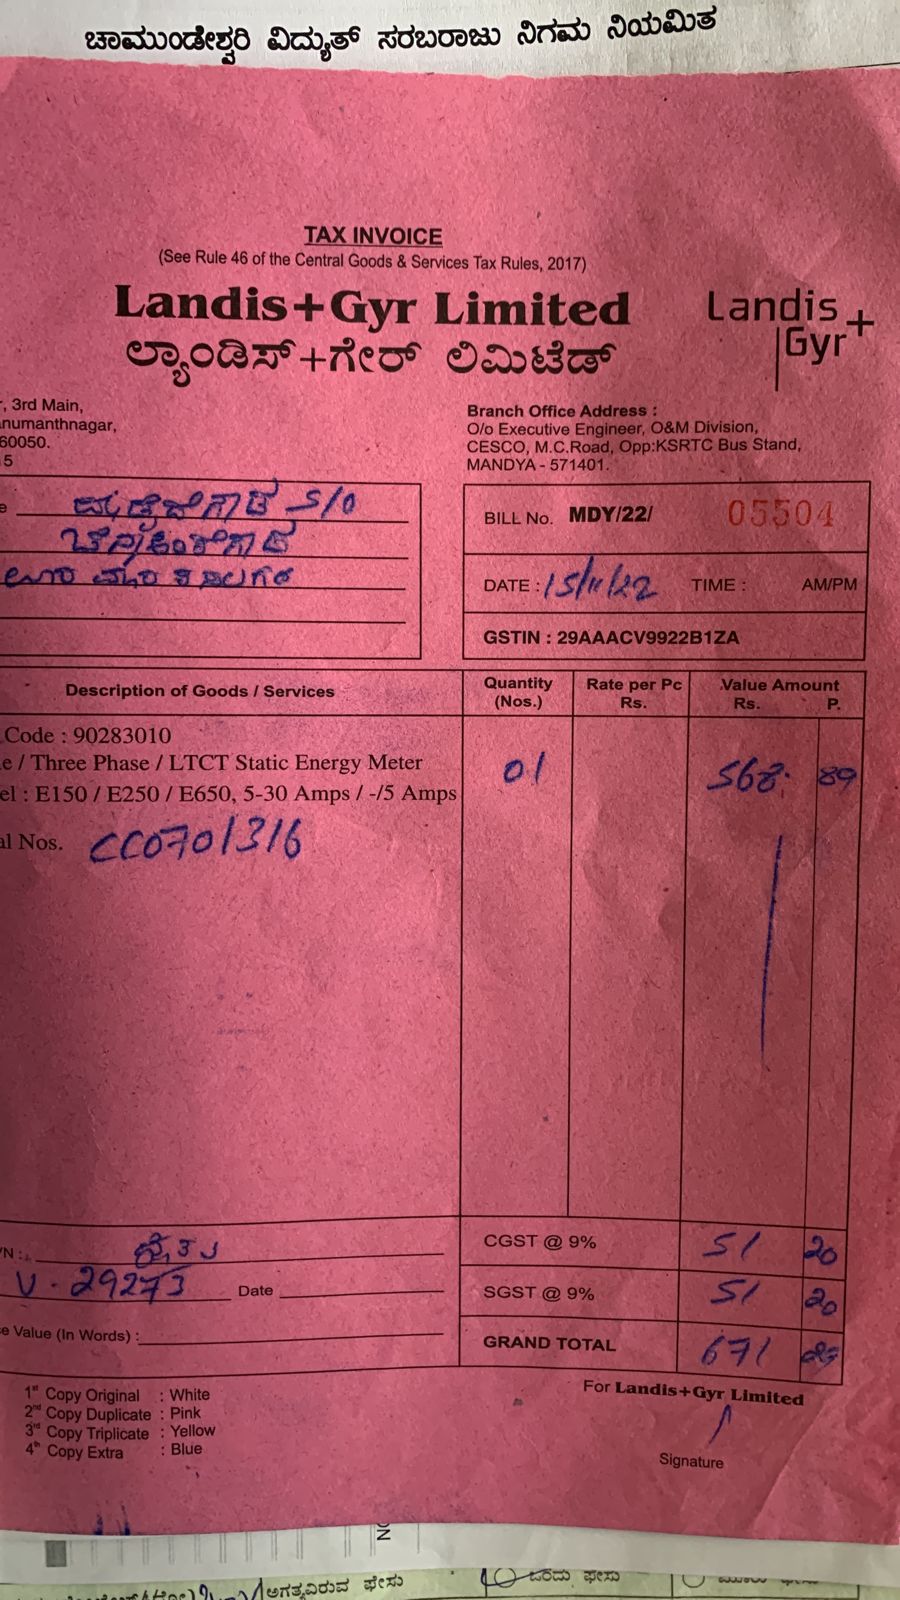 ಚಾಮುಂಡೇಶ್ವರಿ ವಿದ್ಯುತ್ ಸರಬರಾಜು ನಿಗಮ ನಿಯಮಿತ
TAX INVOICE
(See Rule 46 of the Central Goods & Services Tax Rules, 2017)
Landis+Gyr Limited
Landis
Gyr+
ಲ್ಯಾಂಡಿಸ್+ಗೇರ್ ಲಿಮಿಟೆಡ್
, 3rd Main,
numanthnagar,
60050.
5
Branch Office Address :
O/o Executive Engineer, O&M Division,
CESCO, M.C.Road, Opp:KSRTC Bus Stand,
MANDYA - 571401.
e S/O
BILL No. MDY/22/ 05504
DATE : 15/11/22 TIME : AM/PM
GSTIN : 29AAACV9922B1ZA
Description of Goods / Services Quantity (Nos.) Rate per Pc Rs. Value Amount Rs. P.
Code : 90283010
e / Three Phase / LTCT Static Energy Meter 01 568. 89
el : E150 / E250 / E650, 5-30 Amps / -/5 Amps
al Nos. CC0701316
/N :
CGST @ 9% 51 20
V - 29273 Date
SGST @ 9% 51 20
e Value (In Words) :
GRAND TOTAL 671
1st Copy Original : White
2nd Copy Duplicate : Pink
3rd Copy Triplicate : Yellow
4th Copy Extra : Blue
For Landis+Gyr Limited
Signature
ಅಗತ್ಯವಿರುವ ಫೇಸು ಒಂದು ಫೇಸು